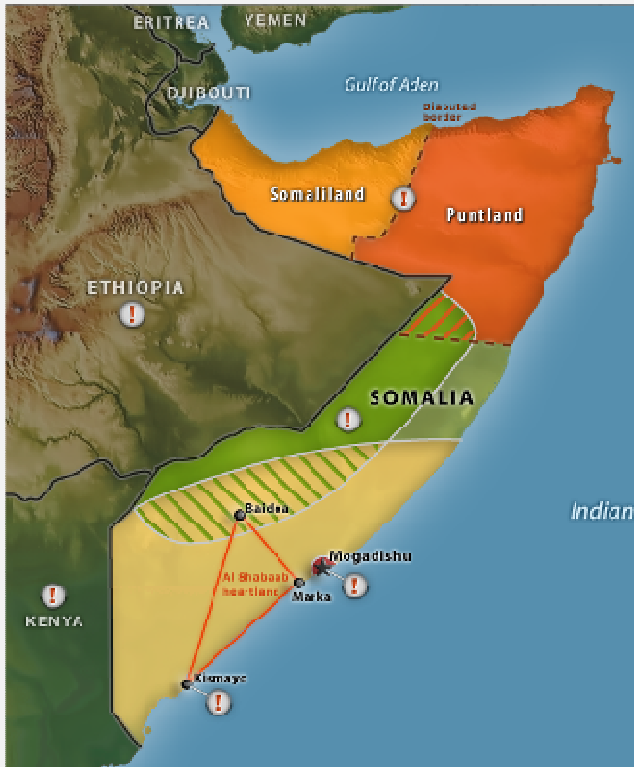 ERITREA
YEMEN
Gulf of Aden
DJIBOUTI
Disputed
border
Somaliland
!
Puntland
ETHIOPIA
!
SOMALIA
!
Baidoa
Indian
Mogadishu
Al Shabaab
heartland
!
Marka
!
KENYA
Kismayo
!